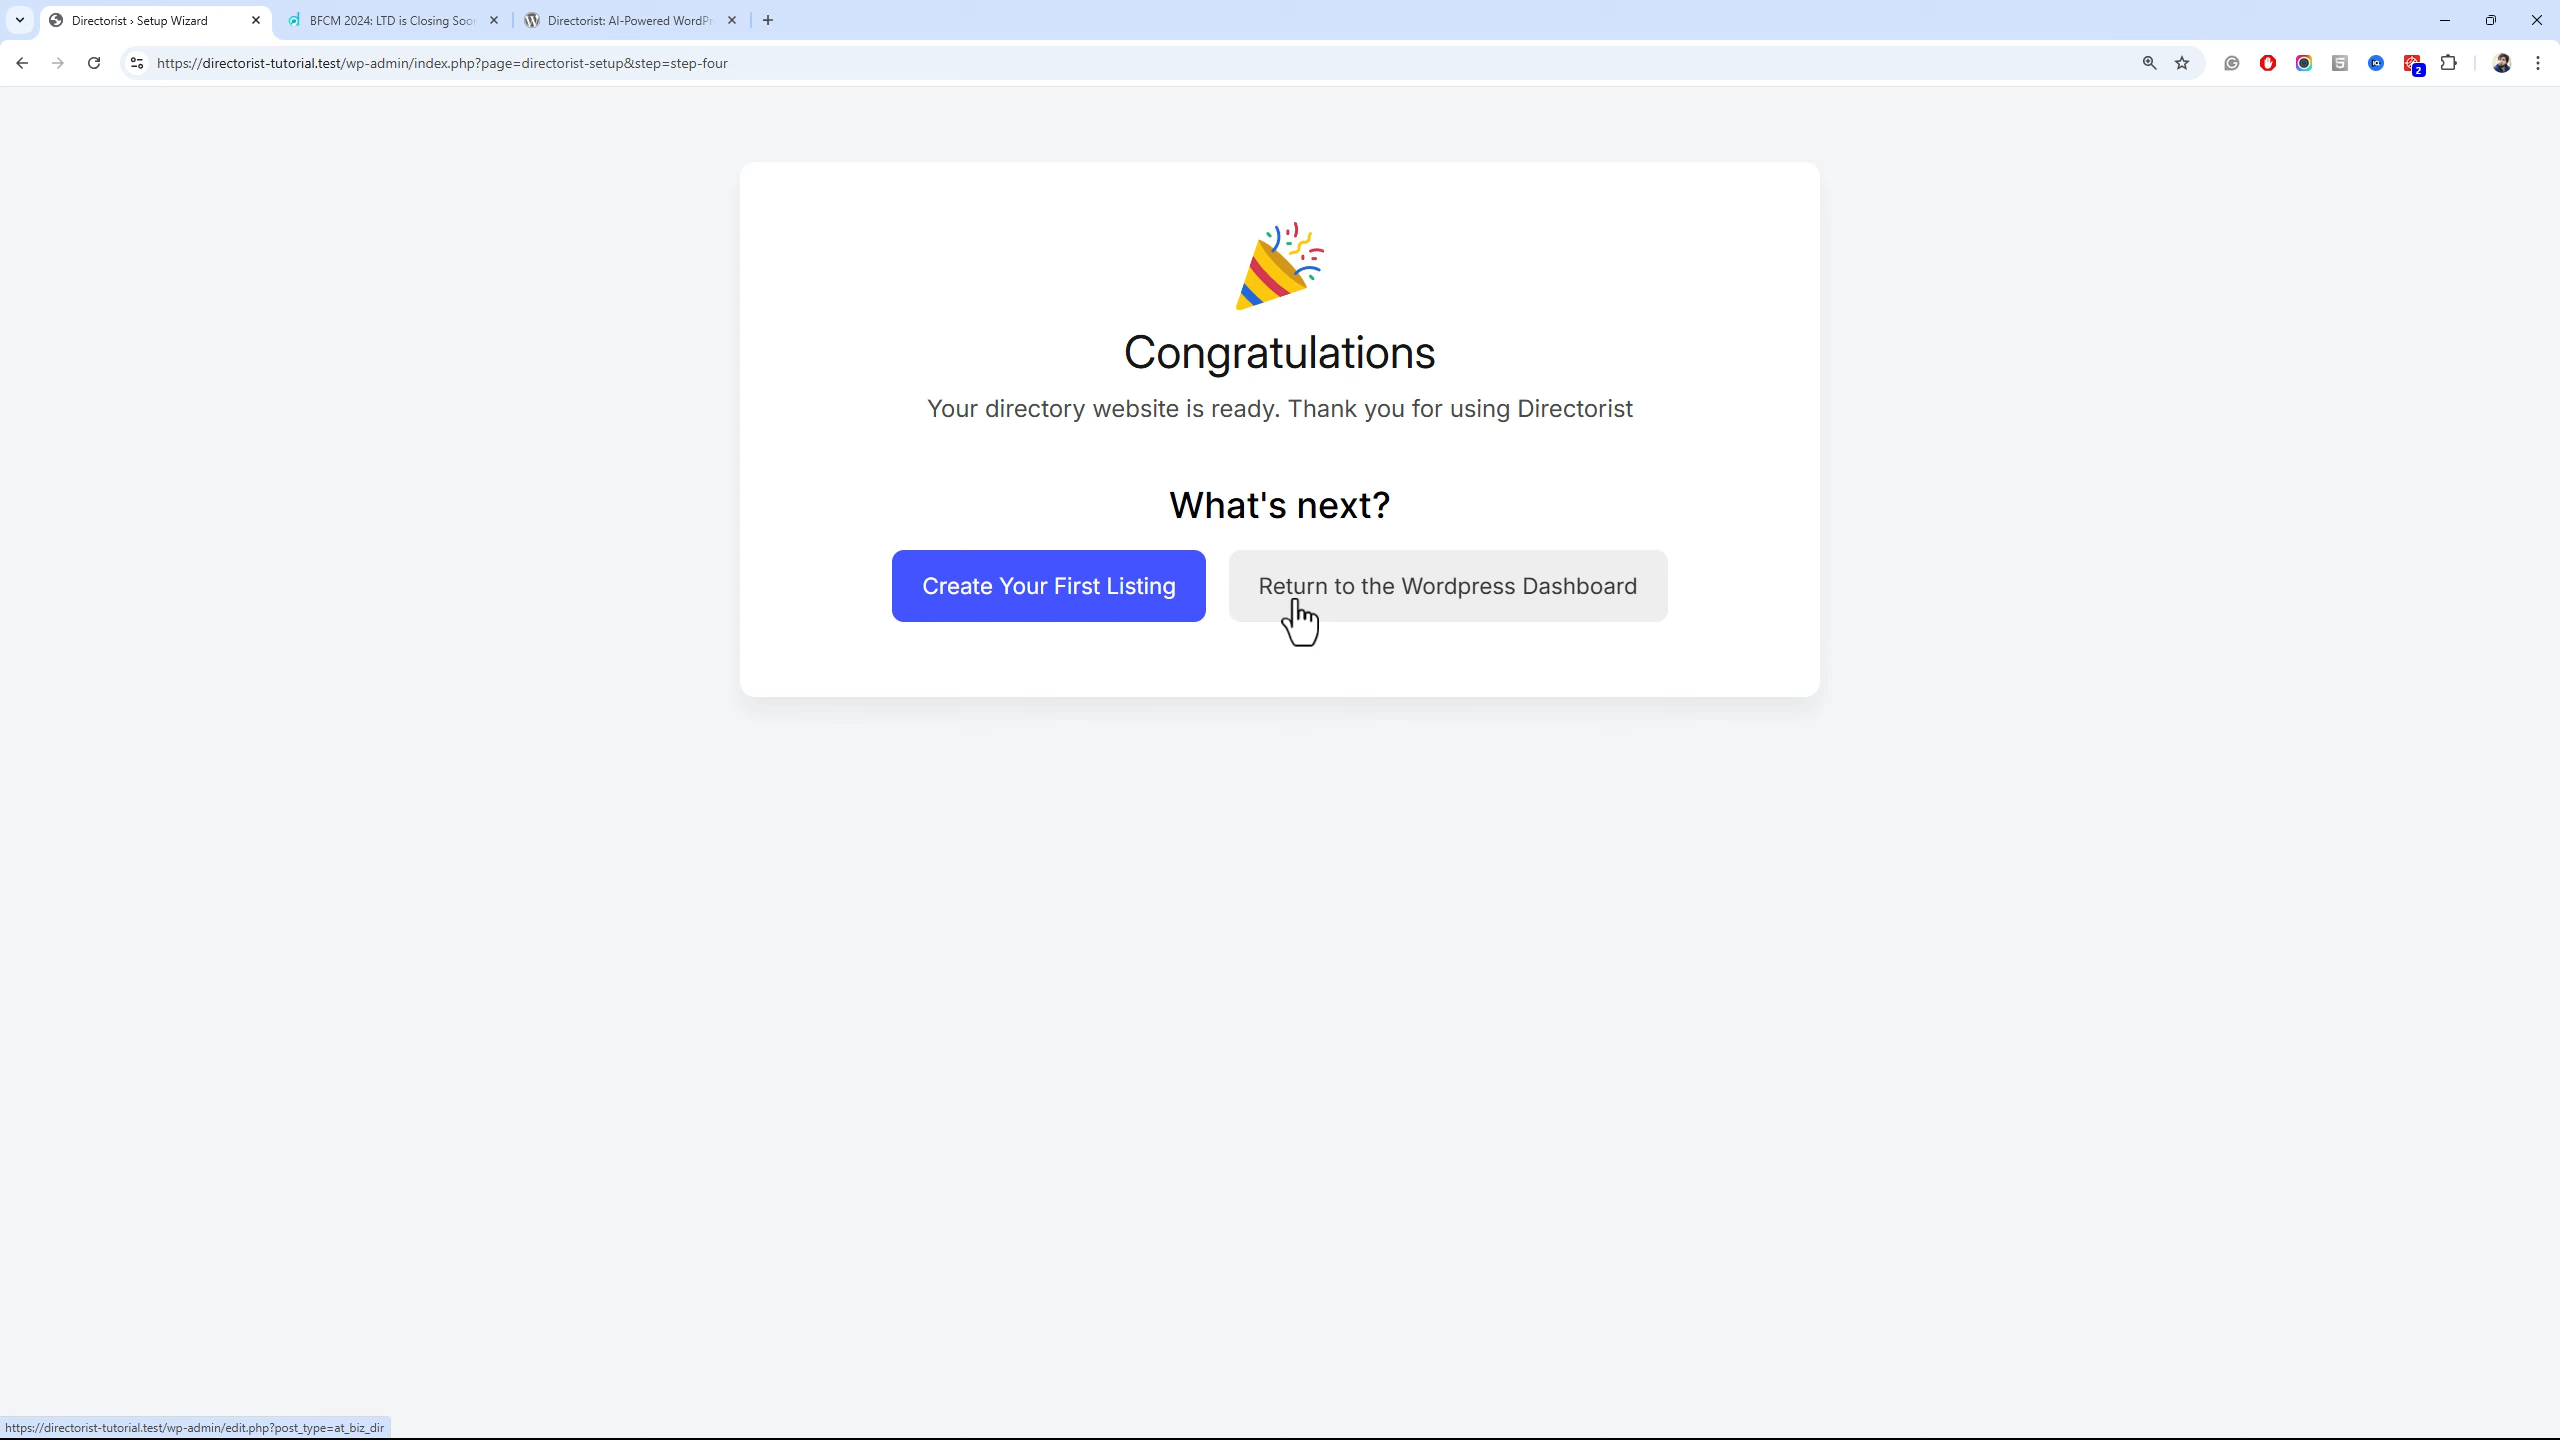 Directorist › Setup Wizard
BFCM 2024: LTD is Closing Soo
Directorist: AI-Powered WordPr
https://directorist-tutorial.test/wp-admin/index.php?page=directorist-setup&step=step-four
2
Congratulations
Your directory website is ready. Thank you for using Directorist
What's next?
Create Your First Listing
Return to the Wordpress Dashboard
https://directorist-tutorial.test/wp-admin/edit.php?post_type=at_biz_dir